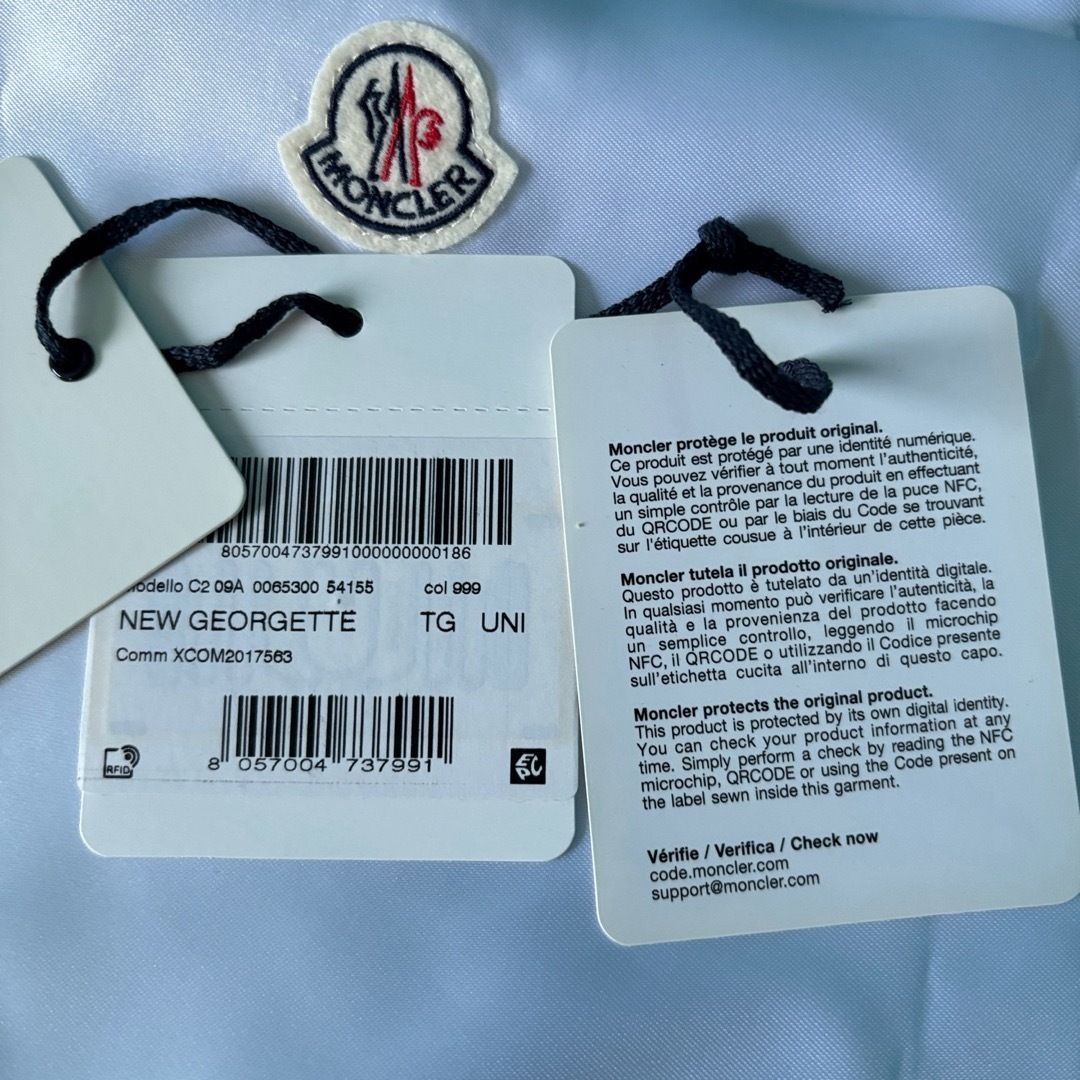 MONCLER
8057004737991000000000186
Modello C2 09A 0065300 54155 col 999
NEW GEORGETTE TG UNI
Comm XCOM2017563
8 057004 737991
RFID
EPC
Moncler protège le produit original.
Ce produit est protégé par une identité numérique.
Vous pouvez vérifier à tout moment l'authenticité,
la qualité et la provenance du produit en effectuant
un simple contrôle par la lecture de la puce NFC,
du QRCODE ou par le biais du Code se trouvant
sur l'étiquette cousue à l'intérieur de cette pièce.
Moncler tutela il prodotto originale.
Questo prodotto è tutelato da un'identità digitale.
In qualsiasi momento può verificare l'autenticità, la
qualità e la provenienza del prodotto facendo
un semplice controllo, leggendo il microchip
NFC, il QRCODE o utilizzando il Codice presente
sull'etichetta cucita all'interno di questo capo.
Moncler protects the original product.
This product is protected by its own digital identity.
You can check your product information at any
time. Simply perform a check by reading the NFC
microchip, QRCODE or using the Code present on
the label sewn inside this garment.
Vérifie / Verifica / Check now
code.moncler.com
support@moncler.com